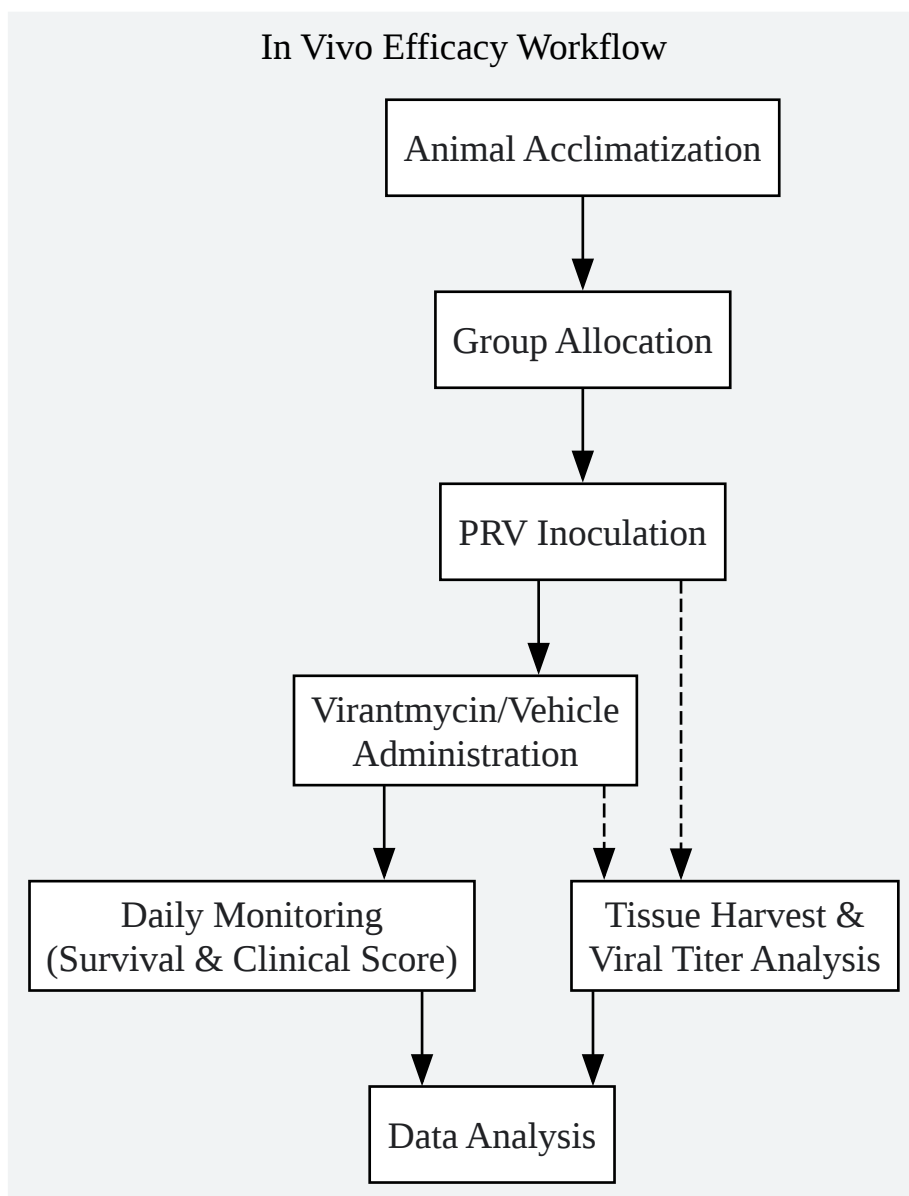 In Vivo Efficacy Workflow
Animal Acclimatization
Group Allocation
PRV Inoculation
Virantmycin/Vehicle
Administration
Daily Monitoring
(Survival & Clinical Score)
Tissue Harvest &
Viral Titer Analysis
Data Analysis